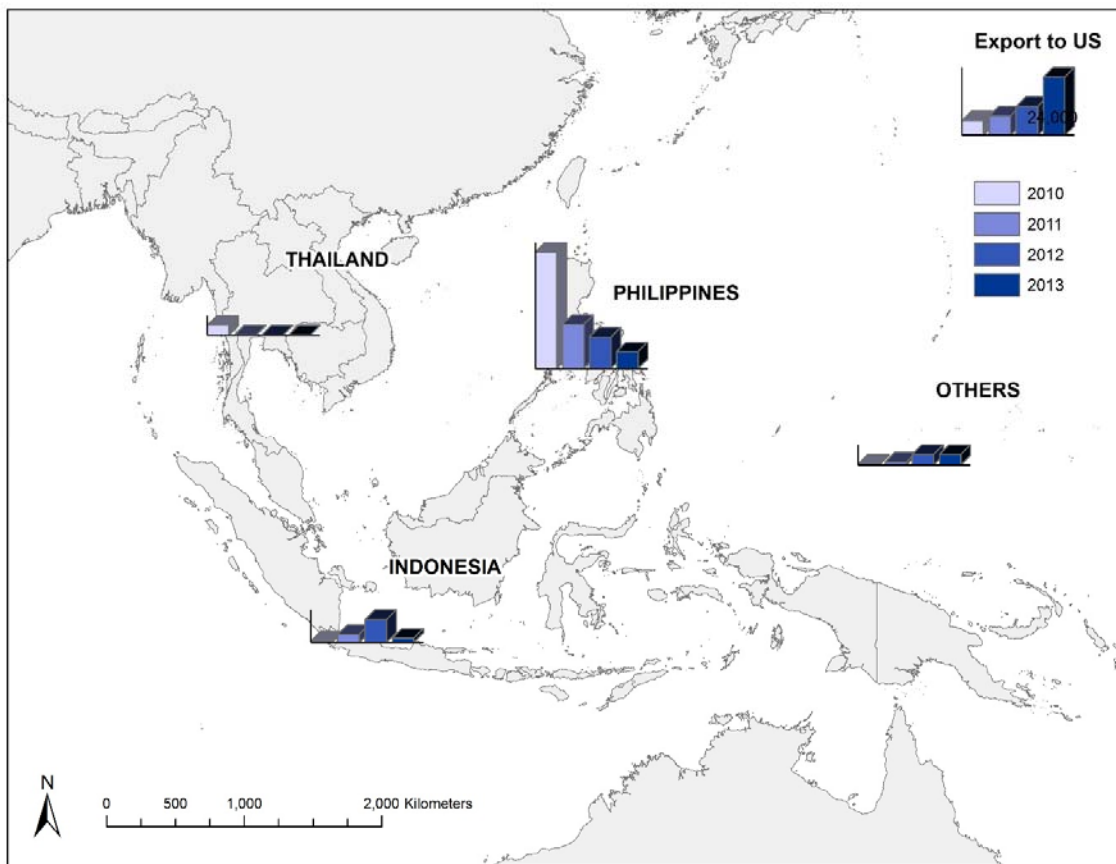 Export to US
24,000
2010
2011
2012
2013
THAILAND
PHILIPPINES
OTHERS
INDONESIA
N
0 500 1,000 2,000 Kilometers